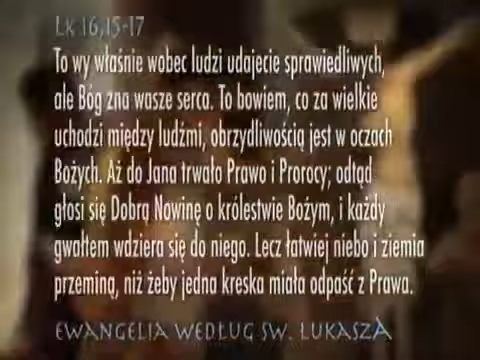 Lk 16,15-17
To wy właśnie wobec ludzi udajecie sprawiedliwych,
ale Bóg zna wasze serca. To bowiem, co za wielkie
uchodzi między ludźmi, obrzydliwością jest w oczach
Bożych. Aż do Jana trwało Prawo i Prorocy; odtąd
głosi się Dobrą Nowinę o królestwie Bożym, i każdy
gwałtem wdziera się do niego. Lecz łatwiej niebo i ziemia
przeminą, niż żeby jedna kreska miała odpaść z Prawa.
EWANGELIA WEDŁUG ŚW. ŁUKASZA